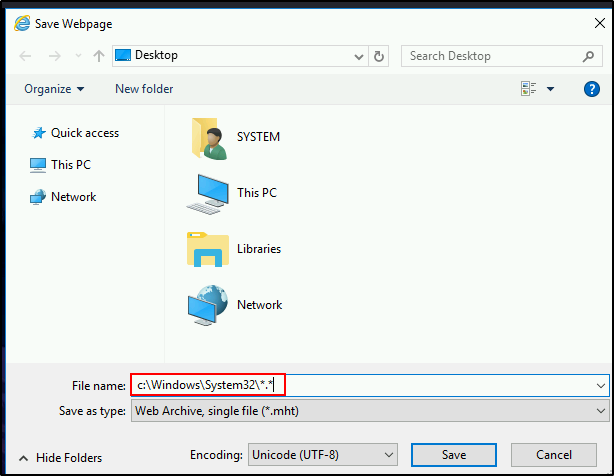 Save Webpage
Desktop
Search Desktop
Organize
New folder
?
Quick access
This PC
Network
SYSTEM
This PC
Libraries
Network
File name: c:\Windows\System32\*.*
Save as type: Web Archive, single file (*.mht)
Hide Folders
Encoding: Unicode (UTF-8)
Save
Cancel